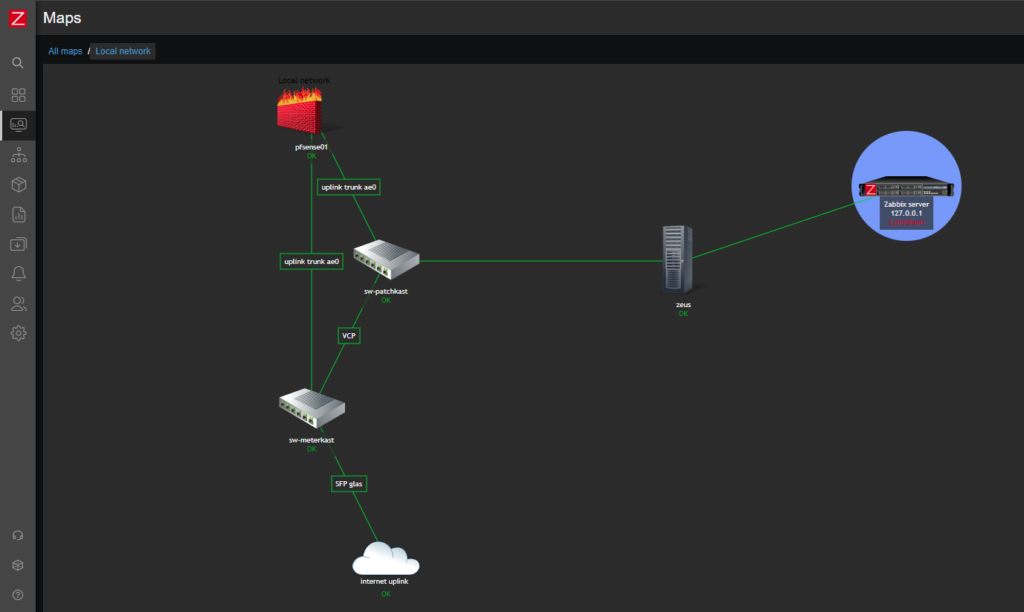 Z
Maps
All maps / Local network
Local network
pfsense01
OK
uplink trunk ae0
uplink trunk ae0
sw-patchkast
OK
VCP
sw-meterkast
OK
SFP glas
internet uplink
OK
zeus
OK
Z
Zabbix server
127.0.0.1